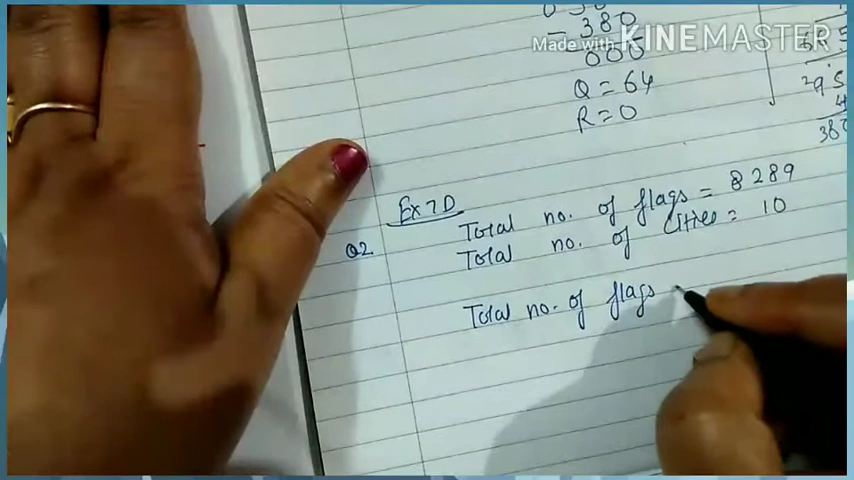 - 380
000
Made with KINEMASTER
Q = 64
R = 0
Ex 7D
Q2 Total no. of flags = 8289
Total no. of Cities = 10
Total no. of flags